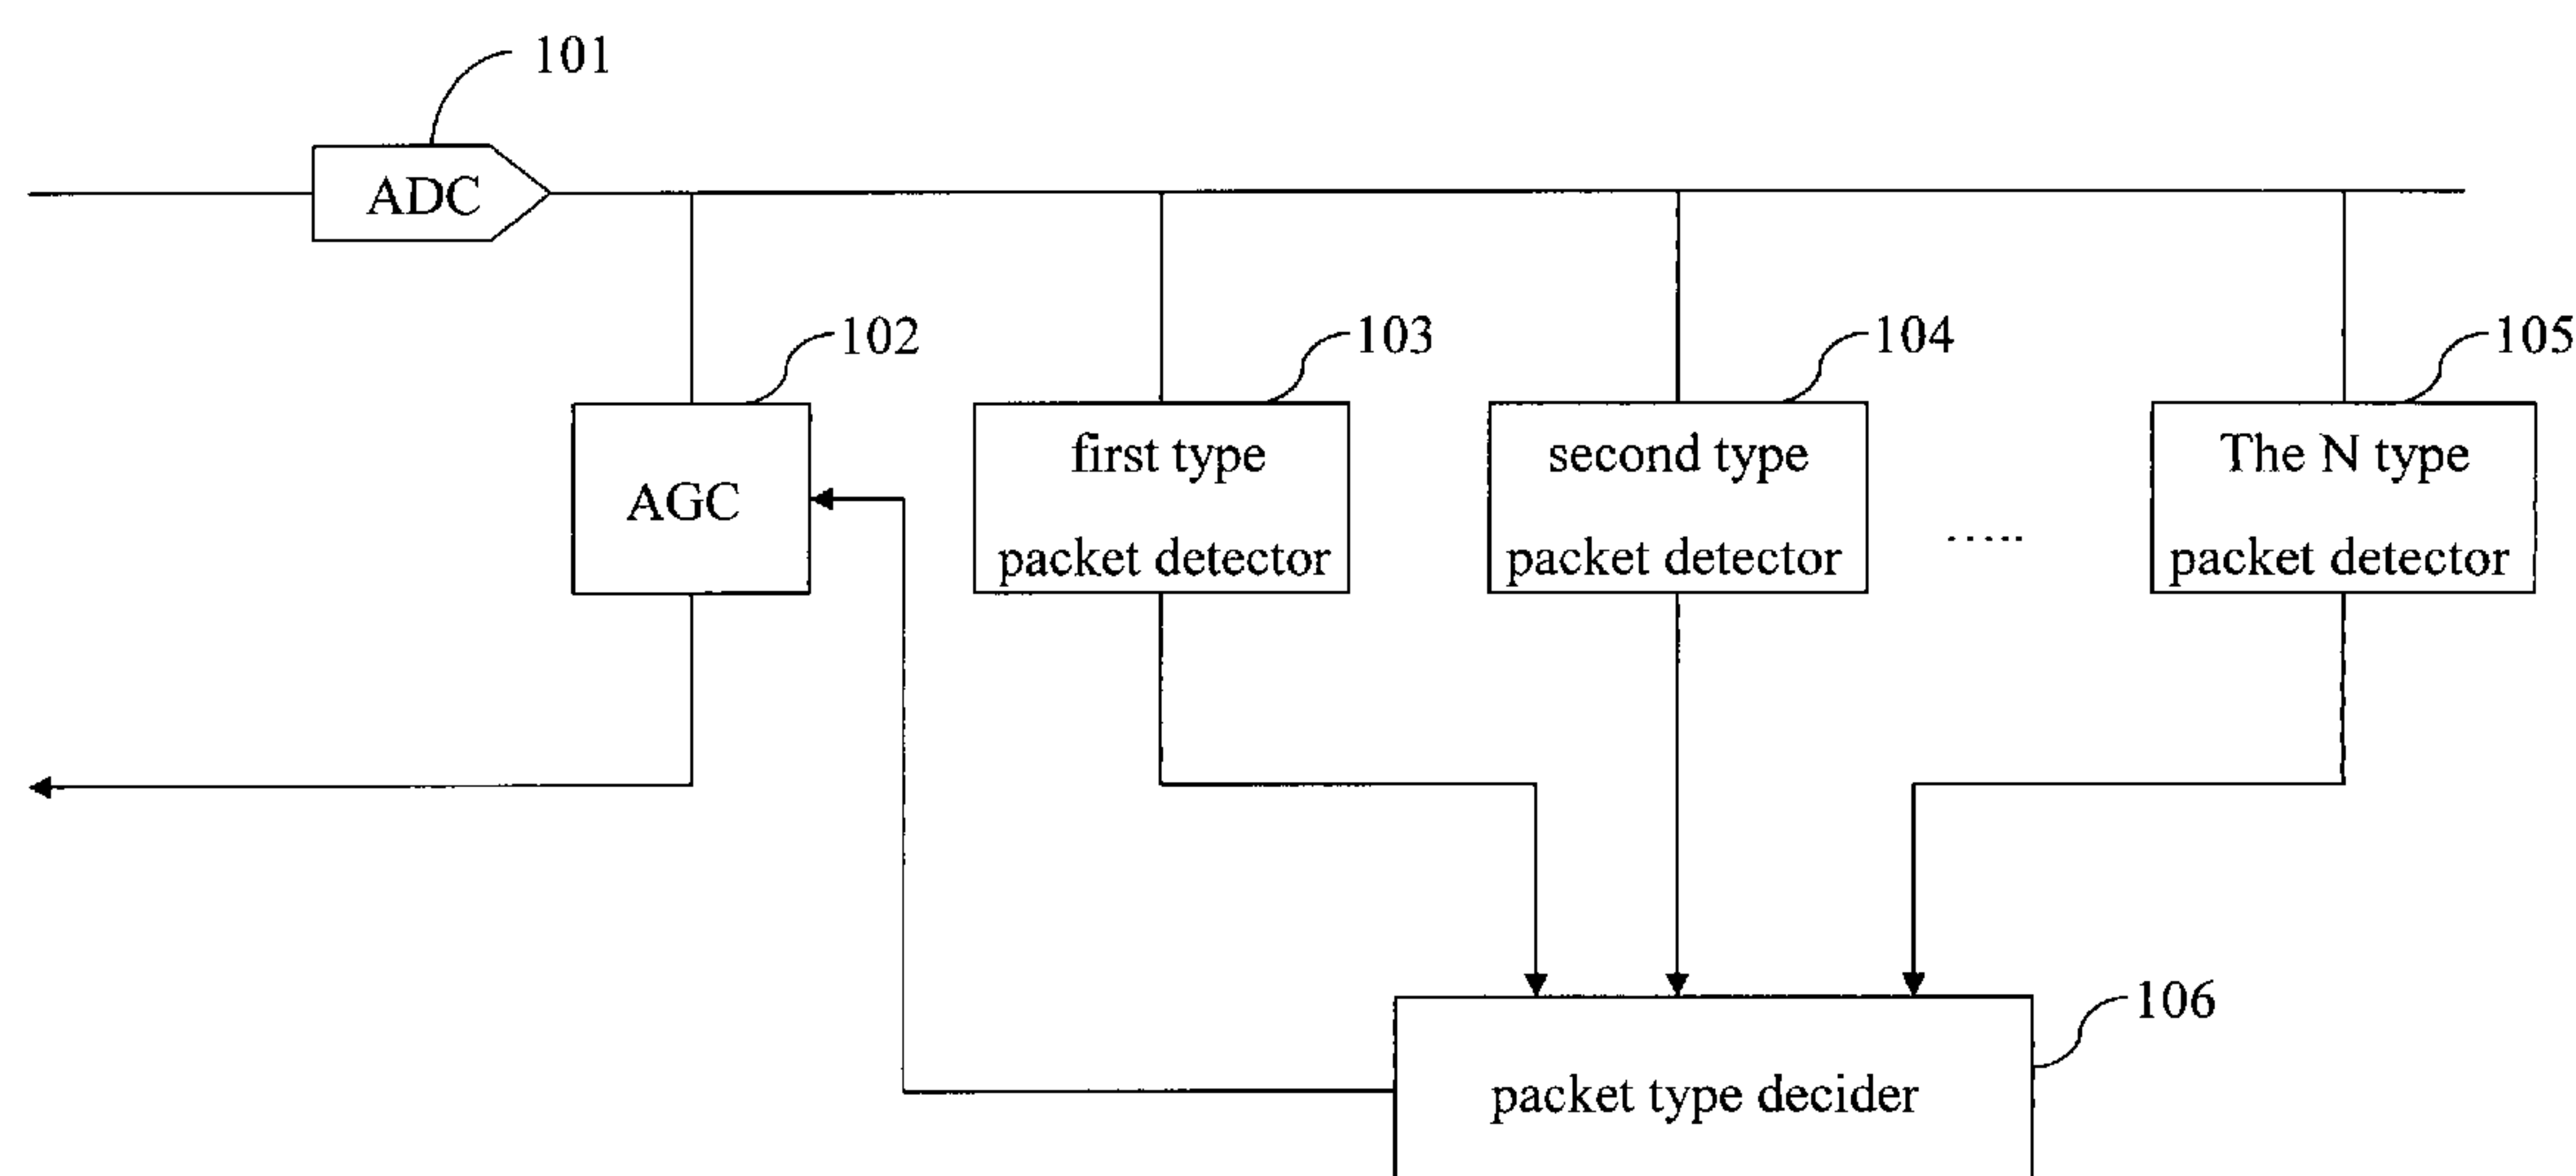 101
ADC
102
103
104
105
AGC
first type
packet detector
second type
packet detector
.....
The N type
packet detector
106
packet type decider